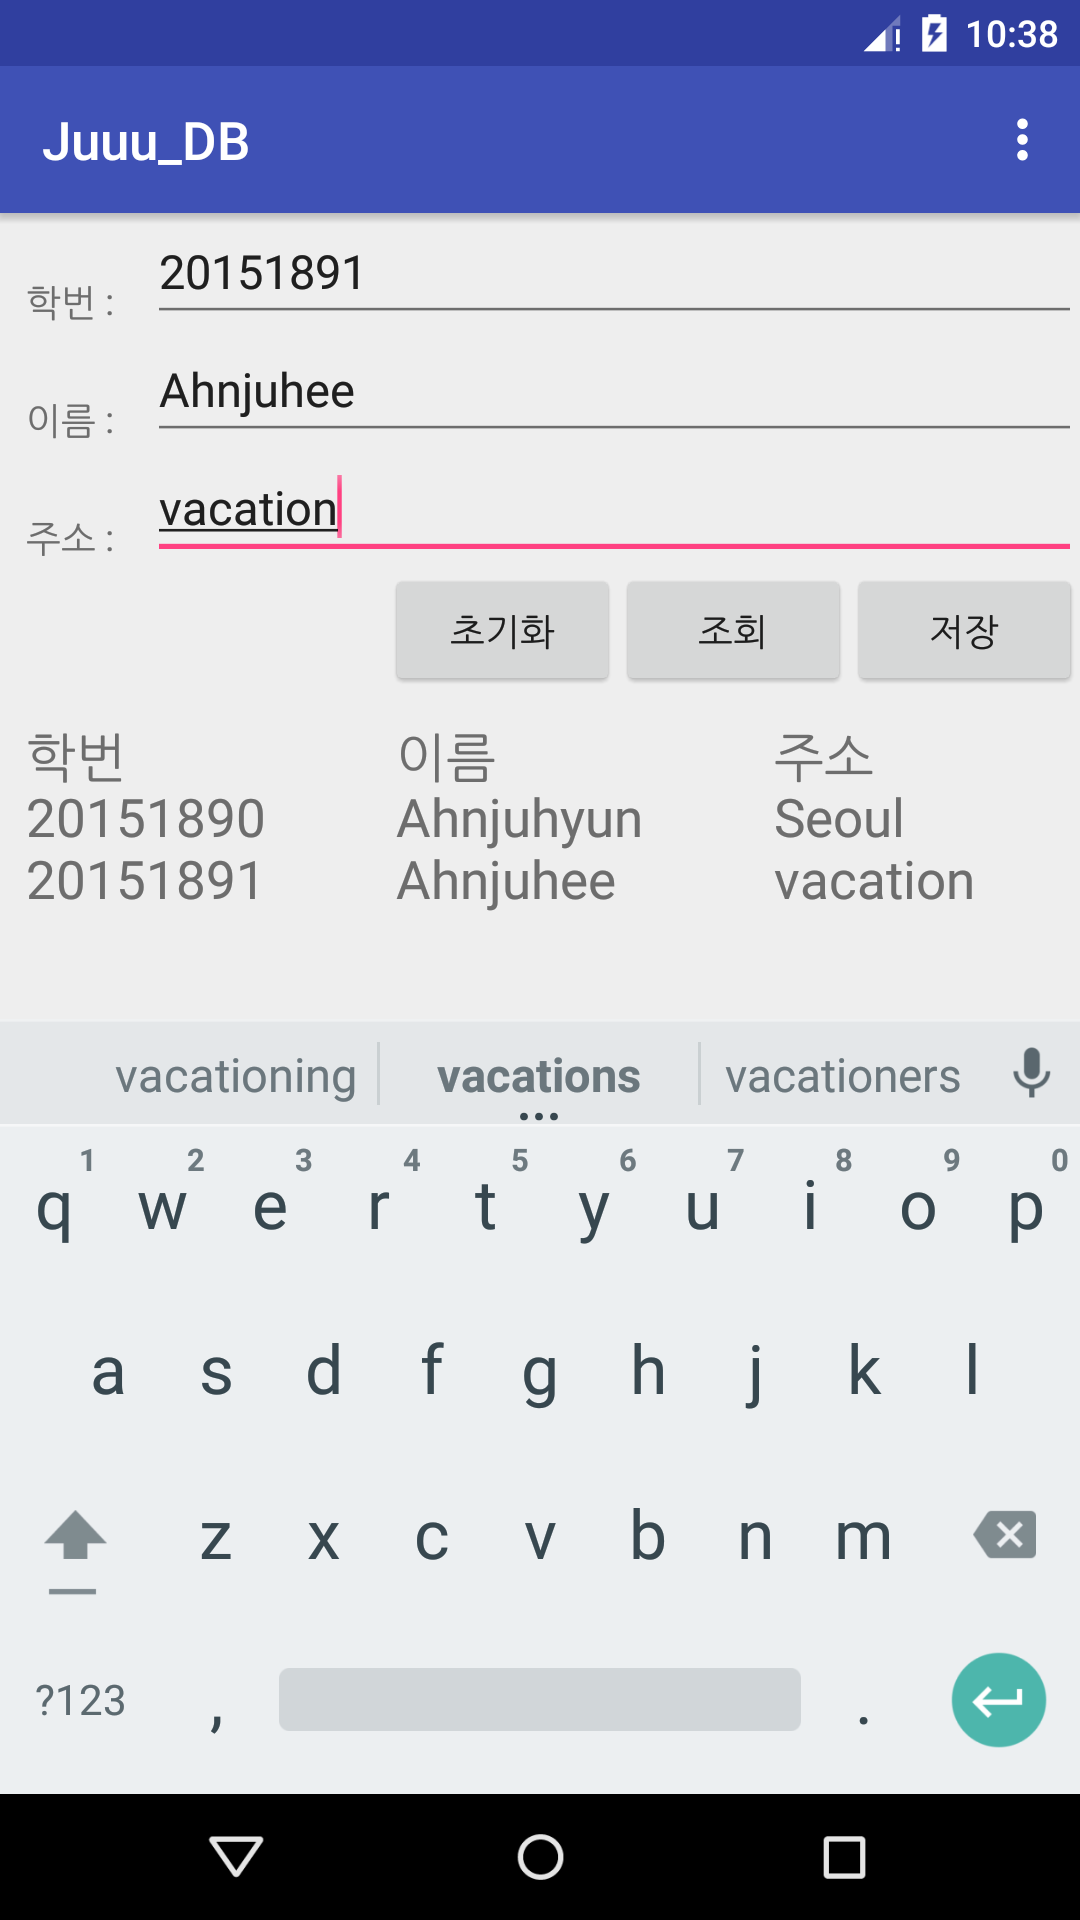 10:38
Juuu_DB
학번 : 20151891
이름 : Ahnjuhee
주소 : vacation
초기화 조회 저장
학번 이름 주소
20151890 Ahnjuhyun Seoul
20151891 Ahnjuhee vacation
vacationing vacations vacationers
1 2 3 4 5 6 7 8 9 0
q w e r t y u i o p
a s d f g h j k l
z x c v b n m
?123 , .